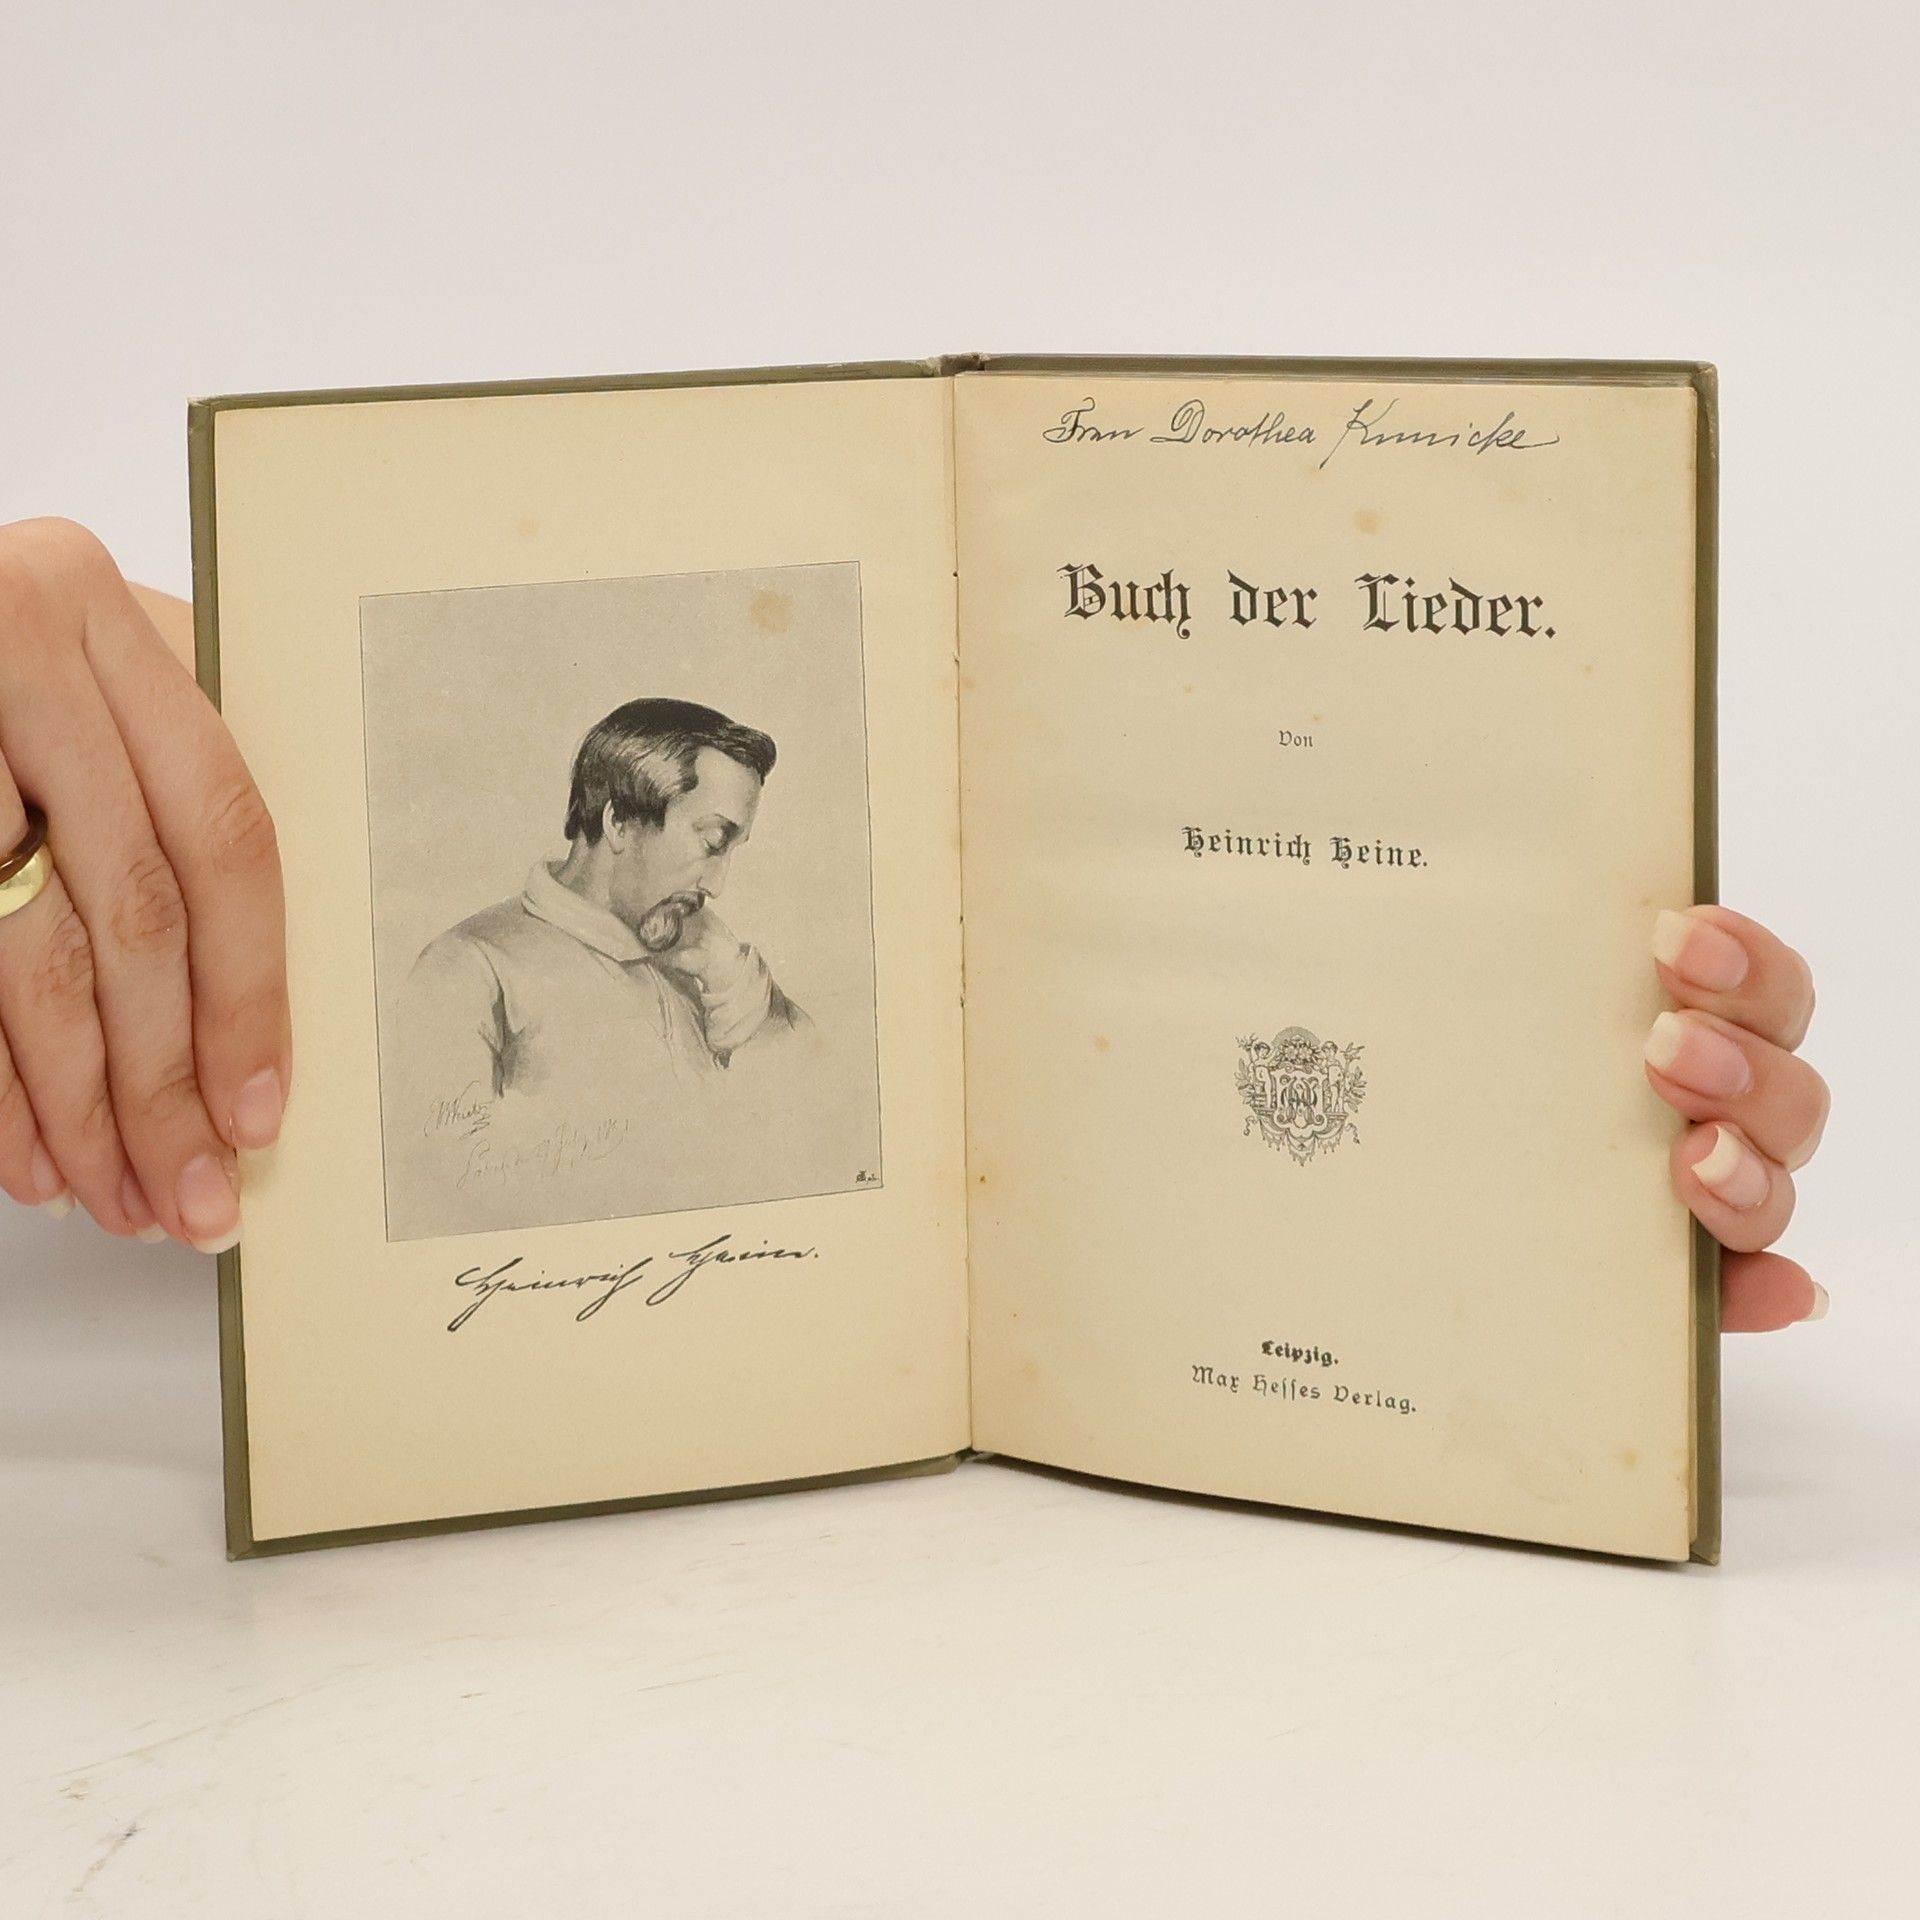 Heinrich Heine.
Frau Dorothea Kunicke
Buch der Lieder.
Von
Heinrich Heine.
Leipzig.
Max Hesses Verlag.